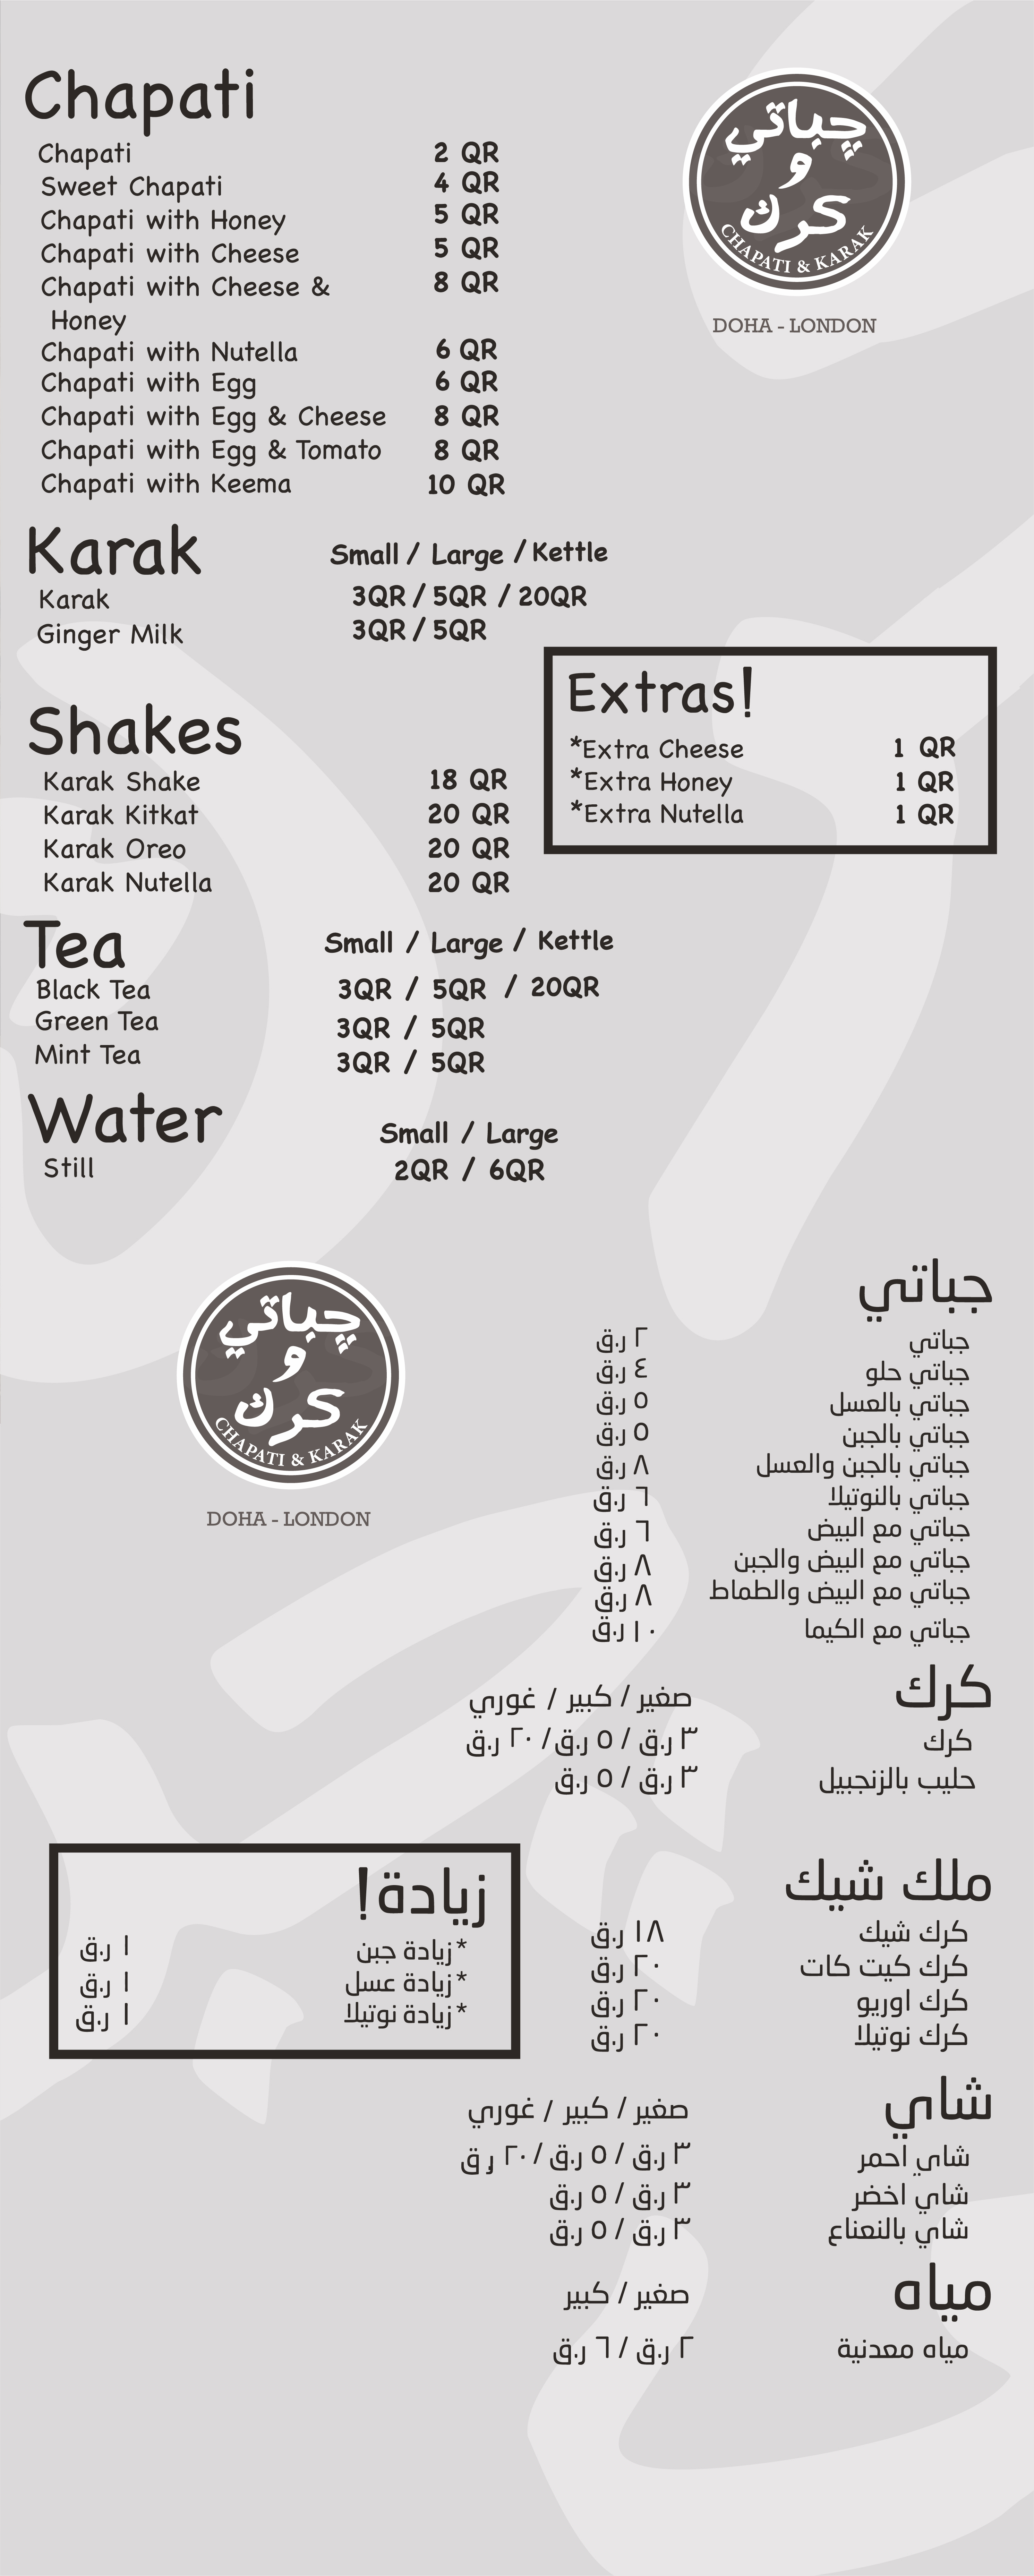 Chapati
Chapati 2 QR
Sweet Chapati 4 QR
Chapati with Honey 5 QR
Chapati with Cheese 5 QR
Chapati with Cheese & 8 QR
Honey
Chapati with Nutella 6 QR
Chapati with Egg 6 QR
Chapati with Egg & Cheese 8 QR
Chapati with Egg & Tomato 8 QR
Chapati with Keema 10 QR
چباتي
و
كرك
CHAPATI & KARAK
DOHA - LONDON
Karak Small / Large / Kettle
Karak 3QR / 5QR / 20QR
Ginger Milk 3QR / 5QR
Extras!
*Extra Cheese 1 QR
*Extra Honey 1 QR
*Extra Nutella 1 QR
Shakes
Karak Shake 18 QR
Karak Kitkat 20 QR
Karak Oreo 20 QR
Karak Nutella 20 QR
Tea Small / Large / Kettle
Black Tea 3QR / 5QR / 20QR
Green Tea 3QR / 5QR
Mint Tea 3QR / 5QR
Water Small / Large
Still 2QR / 6QR
چباتي
و
كرك
CHAPATI & KARAK
DOHA - LONDON
جباتي
جباتي ٢ ر.ق
جباتي حلو ٤ ر.ق
جباتي بالعسل ٥ ر.ق
جباتي بالجبن ٥ ر.ق
جباتي بالجبن والعسل ٨ ر.ق
جباتي بالنوتيلا ٦ ر.ق
جباتي مع البيض ٦ ر.ق
جباتي مع البيض والجبن ٨ ر.ق
جباتي مع البيض والطماط ٨ ر.ق
جباتي مع الكيما ١٠ ر.ق
كرك صغير / كبير / غوري
كرك ٣ ر.ق / ٥ ر.ق / ٢٠ ر.ق
حليب بالزنجبيل ٣ ر.ق / ٥ ر.ق
ملك شيك
كرك شيك ١٨ ر.ق
كرك كيت كات ٢٠ ر.ق
كرك اوريو ٢٠ ر.ق
كرك نوتيلا ٢٠ ر.ق
زيادة!
*زيادة جبن ١ ر.ق
*زيادة عسل ١ ر.ق
*زيادة نوتيلا ١ ر.ق
شاي صغير / كبير / غوري
شاي احمر ٣ ر.ق / ٥ ر.ق / ٢٠ ر.ق
شاي اخضر ٣ ر.ق / ٥ ر.ق
شاي بالنعناع ٣ ر.ق / ٥ ر.ق
مياه صغير / كبير
مياه معدنية ٢ ر.ق / ٦ ر.ق